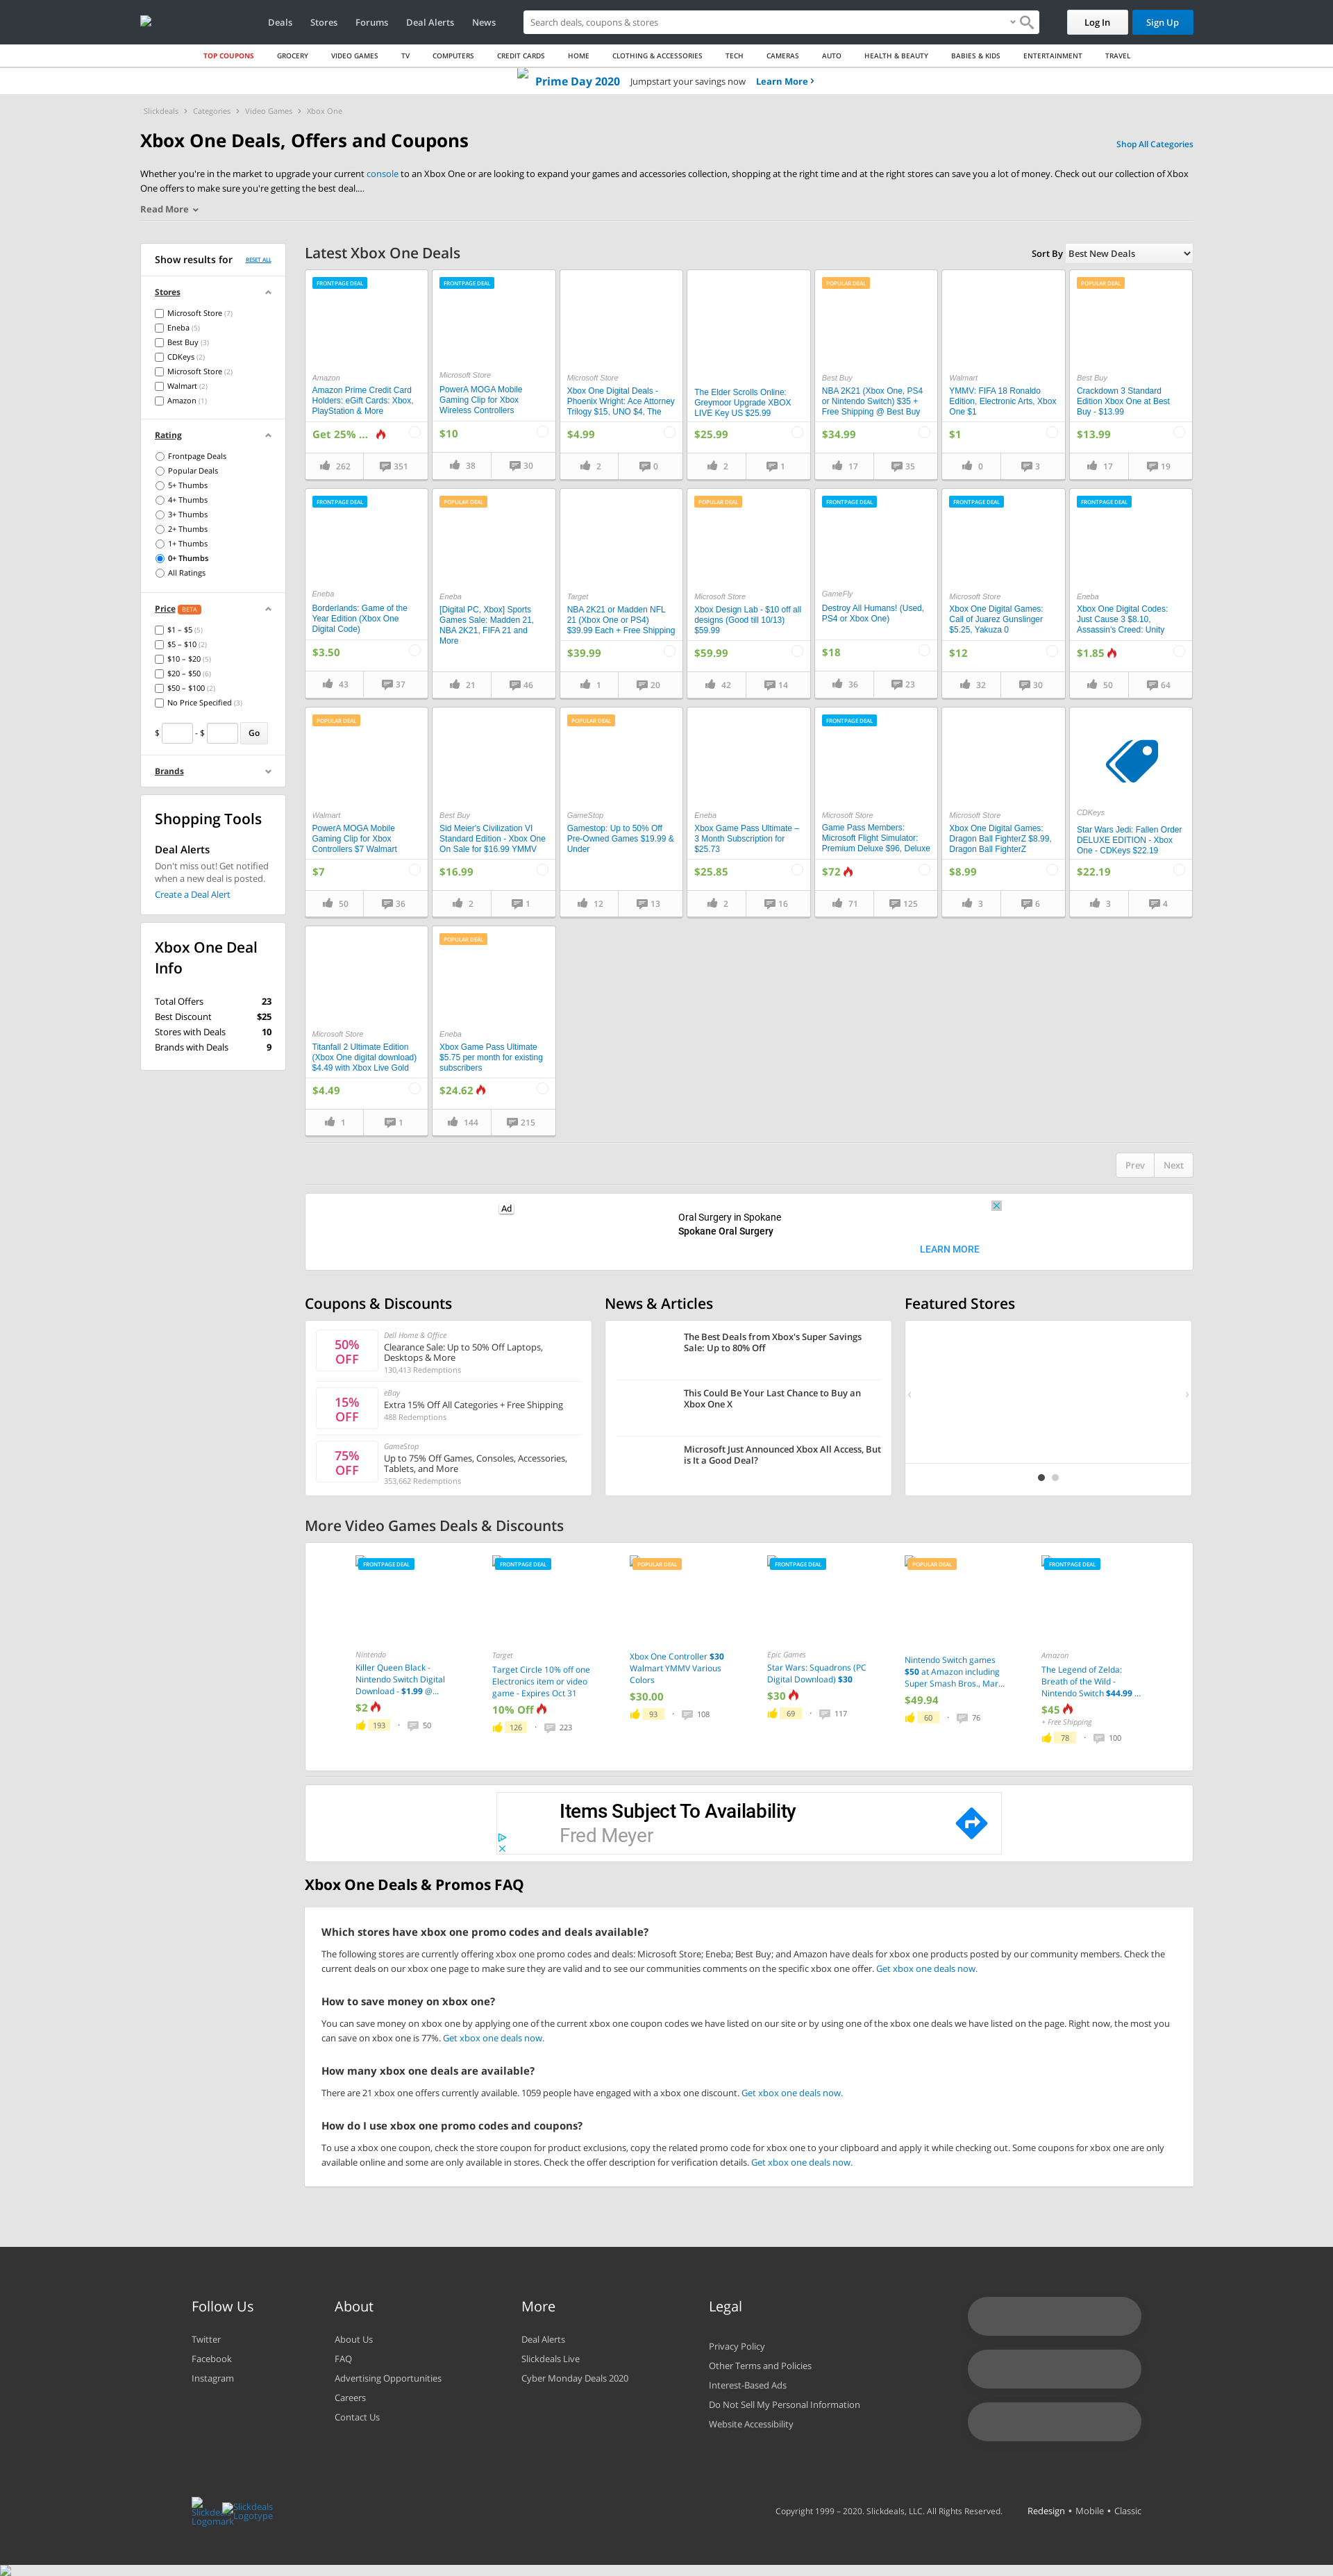 Deals Stores Forums Deal Alerts News
Search deals, coupons & stores
Log In Sign Up
TOP COUPONS GROCERY VIDEO GAMES TV COMPUTERS CREDIT CARDS HOME CLOTHING & ACCESSORIES TECH CAMERAS AUTO HEALTH & BEAUTY BABIES & KIDS ENTERTAINMENT TRAVEL
Prime Day 2020 Jumpstart your savings now Learn More
Slickdeals Categories Video Games Xbox One
Xbox One Deals, Offers and Coupons
Shop All Categories
Whether you're in the market to upgrade your current console to an Xbox One or are looking to expand your games and accessories collection, shopping at the right time and at the right stores can save you a lot of money. Check out our collection of Xbox
One offers to make sure you're getting the best deal....
Read More
Show results for RESET ALL
Stores
Microsoft Store (7)
Eneba (5)
Best Buy (3)
CDKeys (2)
Microsoft Store (2)
Walmart (2)
Amazon (1)
Rating
Frontpage Deals
Popular Deals
5+ Thumbs
4+ Thumbs
3+ Thumbs
2+ Thumbs
1+ Thumbs
0+ Thumbs
All Ratings
Price BETA
$1 – $5 (5)
$5 – $10 (2)
$10 – $20 (5)
$20 – $50 (6)
$50 – $100 (2)
No Price Specified (3)
$ - $ Go
Brands
Shopping Tools
Deal Alerts
Don't miss out! Get notified
when a new deal is posted.
Create a Deal Alert
Xbox One Deal
Info
Total Offers 23
Best Discount $25
Stores with Deals 10
Brands with Deals 9
Latest Xbox One Deals
Sort By Best New Deals
FRONTPAGE DEAL
Amazon
Amazon Prime Credit Card
Holders: eGift Cards: Xbox,
PlayStation & More
Get 25% ...
262 351
FRONTPAGE DEAL
Microsoft Store
PowerA MOGA Mobile
Gaming Clip for Xbox
Wireless Controllers
$10
38 30
Microsoft Store
Xbox One Digital Deals -
Phoenix Wright: Ace Attorney
Trilogy $15, UNO $4, The
$4.99
2 0
The Elder Scrolls Online:
Greymoor Upgrade XBOX
LIVE Key US $25.99
$25.99
2 1
POPULAR DEAL
Best Buy
NBA 2K21 (Xbox One, PS4
or Nintendo Switch) $35 +
Free Shipping @ Best Buy
$34.99
17 35
Walmart
YMMV: FIFA 18 Ronaldo
Edition, Electronic Arts, Xbox
One $1
$1
0 3
POPULAR DEAL
Best Buy
Crackdown 3 Standard
Edition Xbox One at Best
Buy - $13.99
$13.99
17 19
FRONTPAGE DEAL
Eneba
Borderlands: Game of the
Year Edition (Xbox One
Digital Code)
$3.50
43 37
POPULAR DEAL
Eneba
[Digital PC, Xbox] Sports
Games Sale: Madden 21,
NBA 2K21, FIFA 21 and
More
21 46
Target
NBA 2K21 or Madden NFL
21 (Xbox One or PS4)
$39.99 Each + Free Shipping
$39.99
1 20
POPULAR DEAL
Microsoft Store
Xbox Design Lab - $10 off all
designs (Good till 10/13)
$59.99
$59.99
42 14
FRONTPAGE DEAL
GameFly
Destroy All Humans! (Used,
PS4 or Xbox One)
$18
36 23
FRONTPAGE DEAL
Microsoft Store
Xbox One Digital Games:
Call of Juarez Gunslinger
$5.25, Yakuza 0
$12
32 30
FRONTPAGE DEAL
Eneba
Xbox One Digital Codes:
Just Cause 3 $8.10,
Assassin's Creed: Unity
$1.85
50 64
POPULAR DEAL
Walmart
PowerA MOGA Mobile
Gaming Clip for Xbox
Controllers $7 Walmart
$7
50 36
Best Buy
Sid Meier's Civilization VI
Standard Edition - Xbox One
On Sale for $16.99 YMMV
$16.99
2 1
POPULAR DEAL
GameStop
Gamestop: Up to 50% Off
Pre-Owned Games $19.99 &
Under
12 13
Eneba
Xbox Game Pass Ultimate –
3 Month Subscription for
$25.73
$25.85
2 16
FRONTPAGE DEAL
Microsoft Store
Game Pass Members:
Microsoft Flight Simulator:
Premium Deluxe $96, Deluxe
$72
71 125
Microsoft Store
Xbox One Digital Games:
Dragon Ball FighterZ $8.99,
Dragon Ball FighterZ
$8.99
3 6
CDKeys
Star Wars Jedi: Fallen Order
DELUXE EDITION - Xbox
One - CDKeys $22.19
$22.19
3 4
Microsoft Store
Titanfall 2 Ultimate Edition
(Xbox One digital download)
$4.49 with Xbox Live Gold
$4.49
1 1
POPULAR DEAL
Eneba
Xbox Game Pass Ultimate
$5.75 per month for existing
subscribers
$24.62
144 215
Prev Next
Ad
Oral Surgery in Spokane
Spokane Oral Surgery
LEARN MORE
Coupons & Discounts
50%
OFF
Dell Home & Office
Clearance Sale: Up to 50% Off Laptops,
Desktops & More
130,413 Redemptions
15%
OFF
eBay
Extra 15% Off All Categories + Free Shipping
488 Redemptions
75%
OFF
GameStop
Up to 75% Off Games, Consoles, Accessories,
Tablets, and More
353,662 Redemptions
News & Articles
The Best Deals from Xbox's Super Savings
Sale: Up to 80% Off
This Could Be Your Last Chance to Buy an
Xbox One X
Microsoft Just Announced Xbox All Access, But
is It a Good Deal?
Featured Stores
More Video Games Deals & Discounts
FRONTPAGE DEAL
Nintendo
Killer Queen Black -
Nintendo Switch Digital
Download - $1.99 @...
$2
193 50
FRONTPAGE DEAL
Target
Target Circle 10% off one
Electronics item or video
game - Expires Oct 31
10% Off
126 223
POPULAR DEAL
Xbox One Controller $30
Walmart YMMV Various
Colors
$30.00
93 108
FRONTPAGE DEAL
Epic Games
Star Wars: Squadrons (PC
Digital Download) $30
$30
69 117
POPULAR DEAL
Nintendo Switch games
$50 at Amazon including
Super Smash Bros., Mar...
$49.94
60 76
FRONTPAGE DEAL
Amazon
The Legend of Zelda:
Breath of the Wild -
Nintendo Switch $44.99 ...
$45
+ Free Shipping
78 100
Items Subject To Availability
Fred Meyer
Xbox One Deals & Promos FAQ
Which stores have xbox one promo codes and deals available?
The following stores are currently offering xbox one promo codes and deals: Microsoft Store; Eneba; Best Buy; and Amazon have deals for xbox one products posted by our community members. Check the
current deals on our xbox one page to make sure they are valid and to see our communities comments on the specific xbox one offer. Get xbox one deals now.
How to save money on xbox one?
You can save money on xbox one by applying one of the current xbox one coupon codes we have listed on our site or by using one of the xbox one deals we have listed on the page. Right now, the most you
can save on xbox one is 77%. Get xbox one deals now.
How many xbox one deals are available?
There are 21 xbox one offers currently available. 1059 people have engaged with a xbox one discount. Get xbox one deals now.
How do I use xbox one promo codes and coupons?
To use a xbox one coupon, check the store coupon for product exclusions, copy the related promo code for xbox one to your clipboard and apply it while checking out. Some coupons for xbox one are only
available online and some are only available in stores. Check the offer description for verification details. Get xbox one deals now.
Follow Us
Twitter
Facebook
Instagram
About
About Us
FAQ
Advertising Opportunities
Careers
Contact Us
More
Deal Alerts
Slickdeals Live
Cyber Monday Deals 2020
Legal
Privacy Policy
Other Terms and Policies
Interest-Based Ads
Do Not Sell My Personal Information
Website Accessibility
Slickdeals
Logomark
Slickdeals
Logotype
Copyright 1999 – 2020. Slickdeals, LLC. All Rights Reserved. Redesign • Mobile • Classic